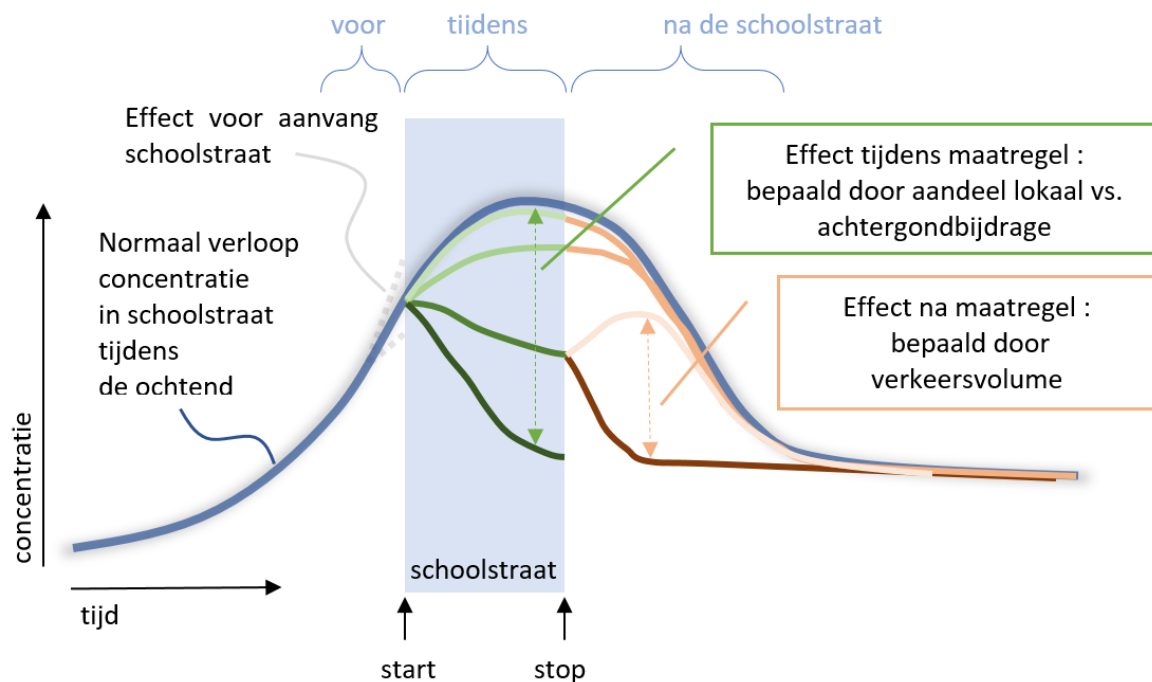 voor
tijdens
na de schoolstraat
Effect voor aanvang
schoolstraat
Effect tijdens maatregel :
bepaald door aandeel lokaal vs.
achtergondbijdrage
Normaal verloop
concentratie
in schoolstraat
tijdens
de ochtend
Effect na maatregel :
bepaald door
verkeersvolume
concentratie
schoolstraat
tijd
start
stop